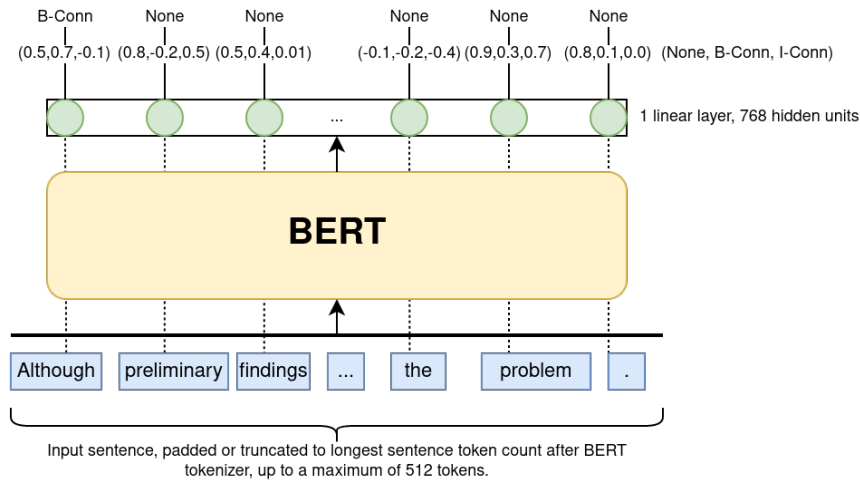 B-Conn None None None None None
(0.5,0.7,-0.1) (0.8,-0.2,0.5) (0.5,0.4,0.01) (-0.1,-0.2,-0.4) (0.9,0.3,0.7) (0.8,0.1,0.0) (None, B-Conn, I-Conn)
... 1 linear layer, 768 hidden units
BERT
Although preliminary findings ... the problem .
Input sentence, padded or truncated to longest sentence token count after BERT
tokenizer, up to a maximum of 512 tokens.